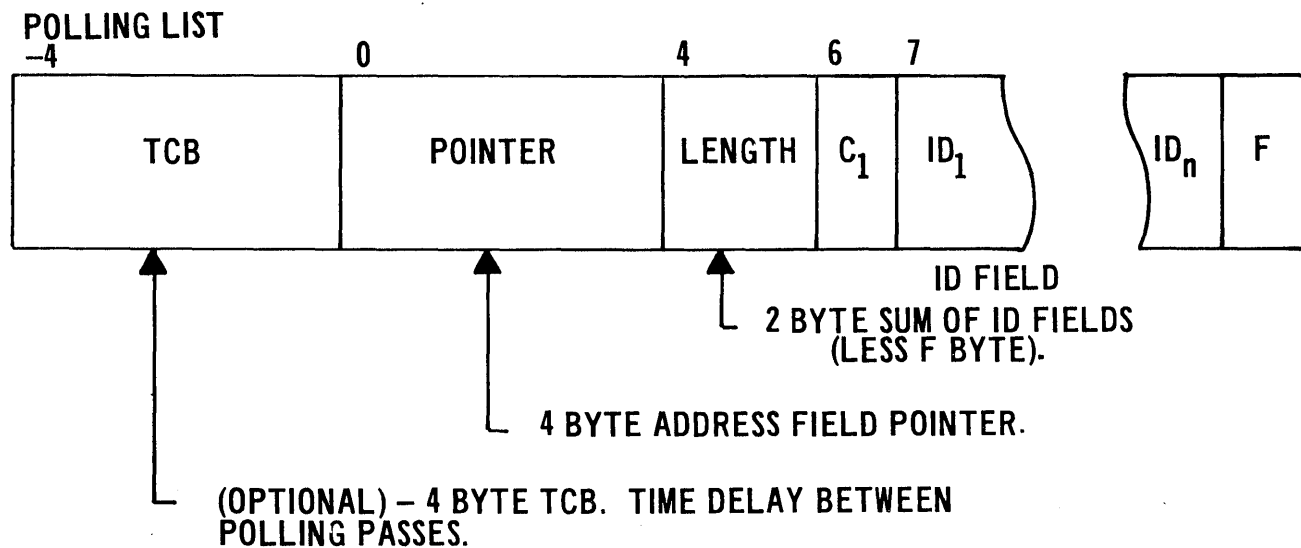 POLLING LIST
–4 0 4 6 7
TCB POINTER LENGTH C1 ID1 IDn F
ID FIELD
2 BYTE SUM OF ID FIELDS
(LESS F BYTE).
4 BYTE ADDRESS FIELD POINTER.
(OPTIONAL) – 4 BYTE TCB. TIME DELAY BETWEEN
POLLING PASSES.